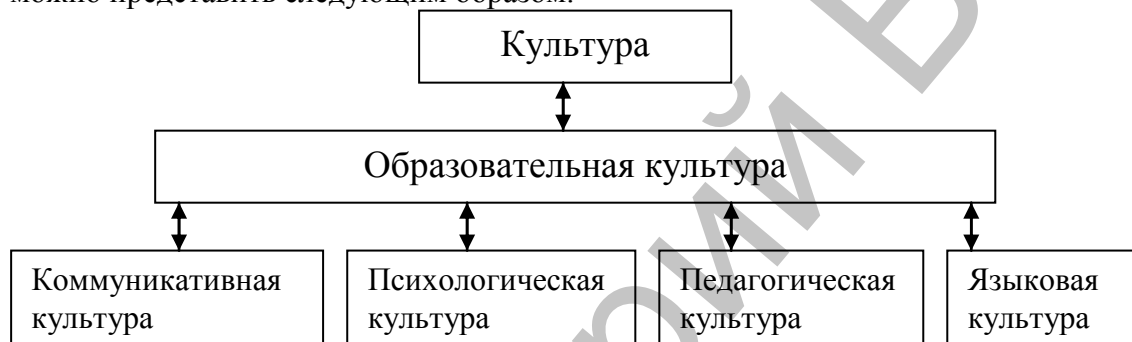 можно представить следующим образом:
Культура
Образовательная культура
Коммуникативная
культура
Психологическая
культура
Педагогическая
культура
Языковая
культура